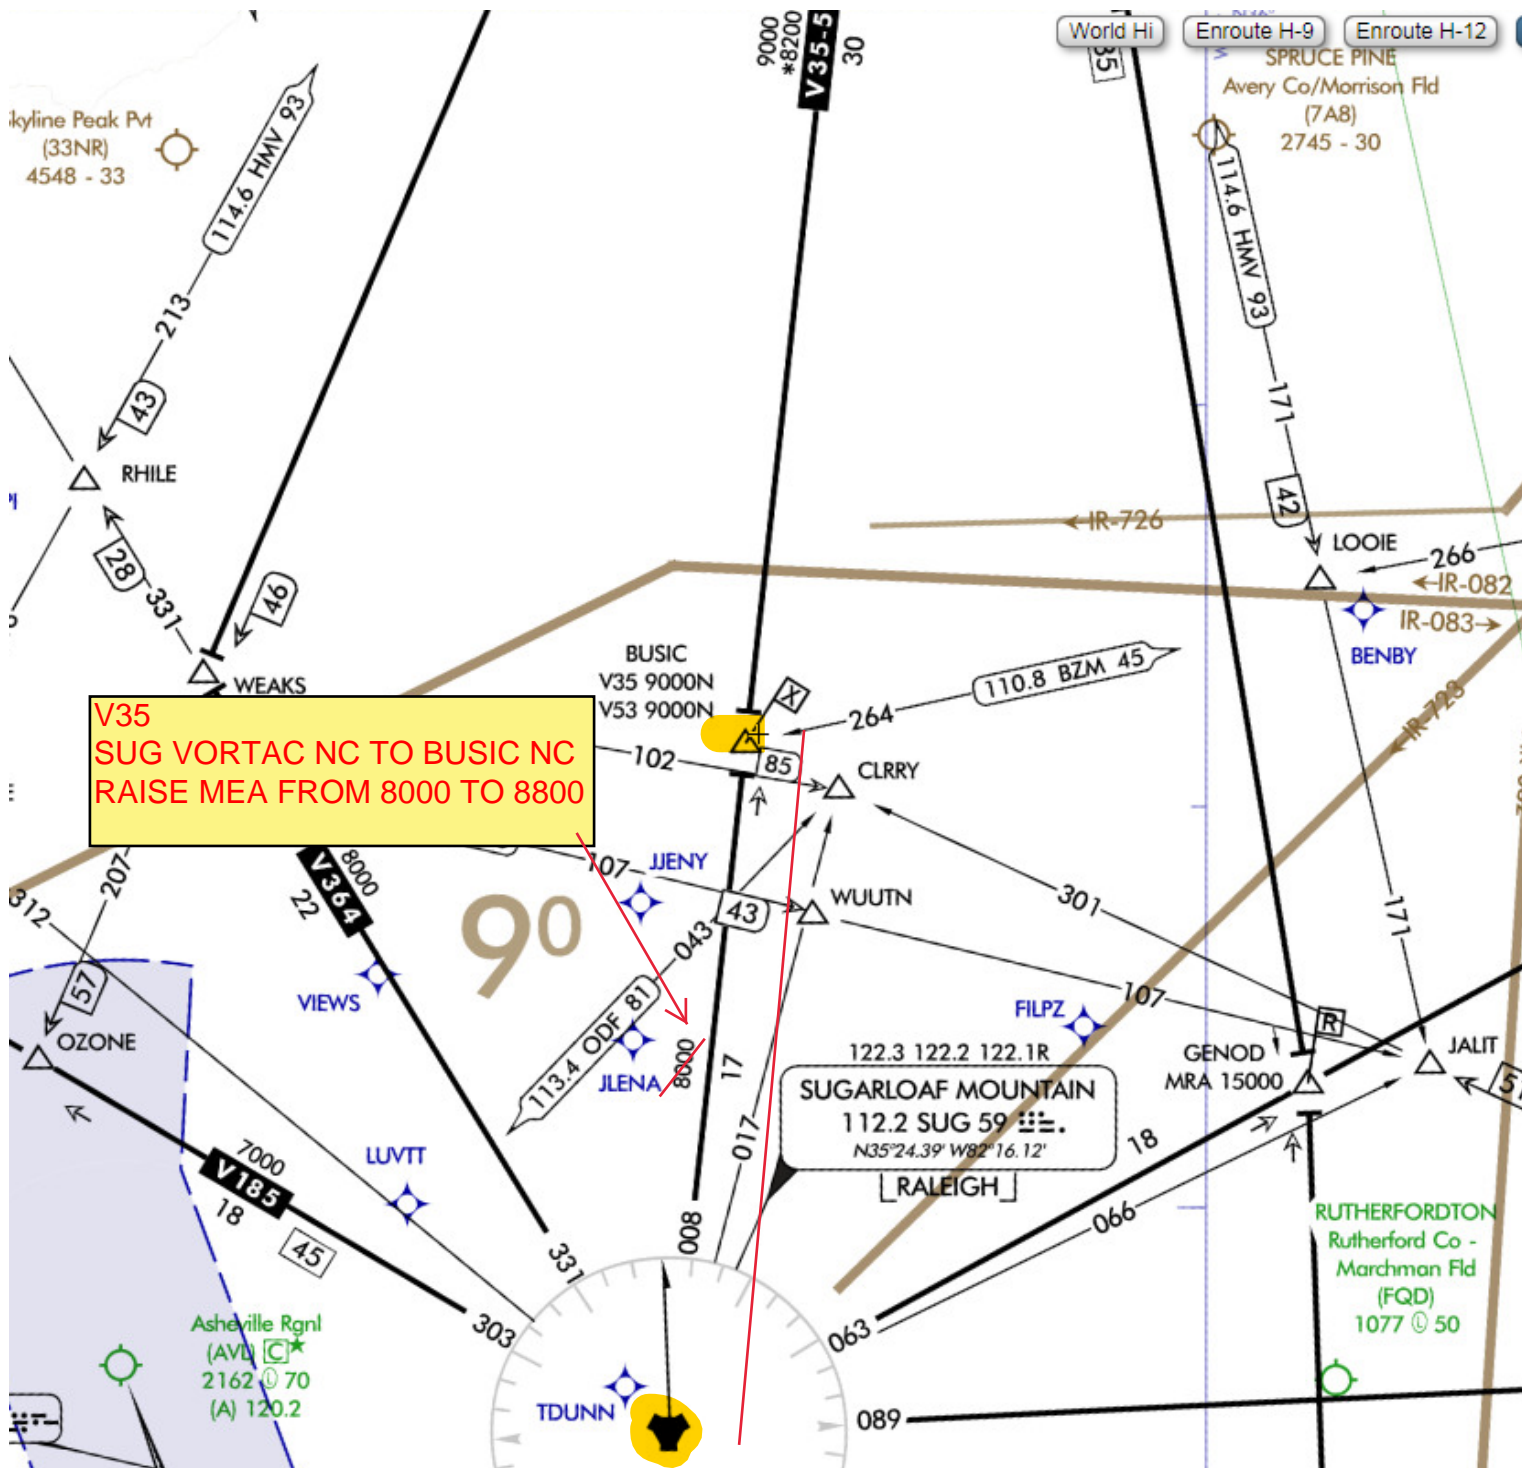 World Hi
Enroute H-9
Enroute H-12
9000
*8200
V35-5
30
35
SPRUCE PINE
Avery Co/Morrison Fld
(7A8)
2745 - 30
kyline Peak Pvt
(33NR)
4548 - 33
114.6 HMV 93
213
43
RHILE
28
331
46
WEAKS
114.6 HMV 93
171
42
LOOIE
266
IR-726
IR-082
IR-083
BENBY
IR-723
BUSIC
V35 9000N
V53 9000N
X
264
110.8 BZM 45
V35
SUG VORTAC NC TO BUSIC NC
RAISE MEA FROM 8000 TO 8800
102
85
CLRRY
207
312
V364
8000
22
107
JJENY
43
WUUTN
301
171
90
043
VIEWS
57
OZONE
113.4 ODF 81
JLENA
8000
17
017
107
FILPZ
122.3 122.2 122.1R
SUGARLOAF MOUNTAIN
112.2 SUG 59
N35°24.39' W82°16.12'
RALEIGH
GENOD
MRA 15000
R
JALIT
51
18
066
7000
V185
18
45
LUVTT
303
331
008
063
RUTHERFORDTON
Rutherford Co -
Marchman Fld
(FQD)
1077 Ⓛ 50
Asheville Rgnl
(AVL) C★
2162 Ⓛ 70
(A) 120.2
TDUNN
089